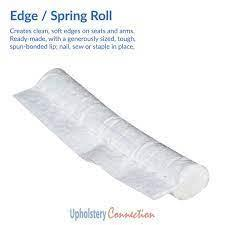 Edge / Spring Roll
Creates clean, soft edges on seats and arms.
Ready-made, with a generously sized, tough,
spun-bonded lip; nail, sew or staple in place.
Upholstery Connection